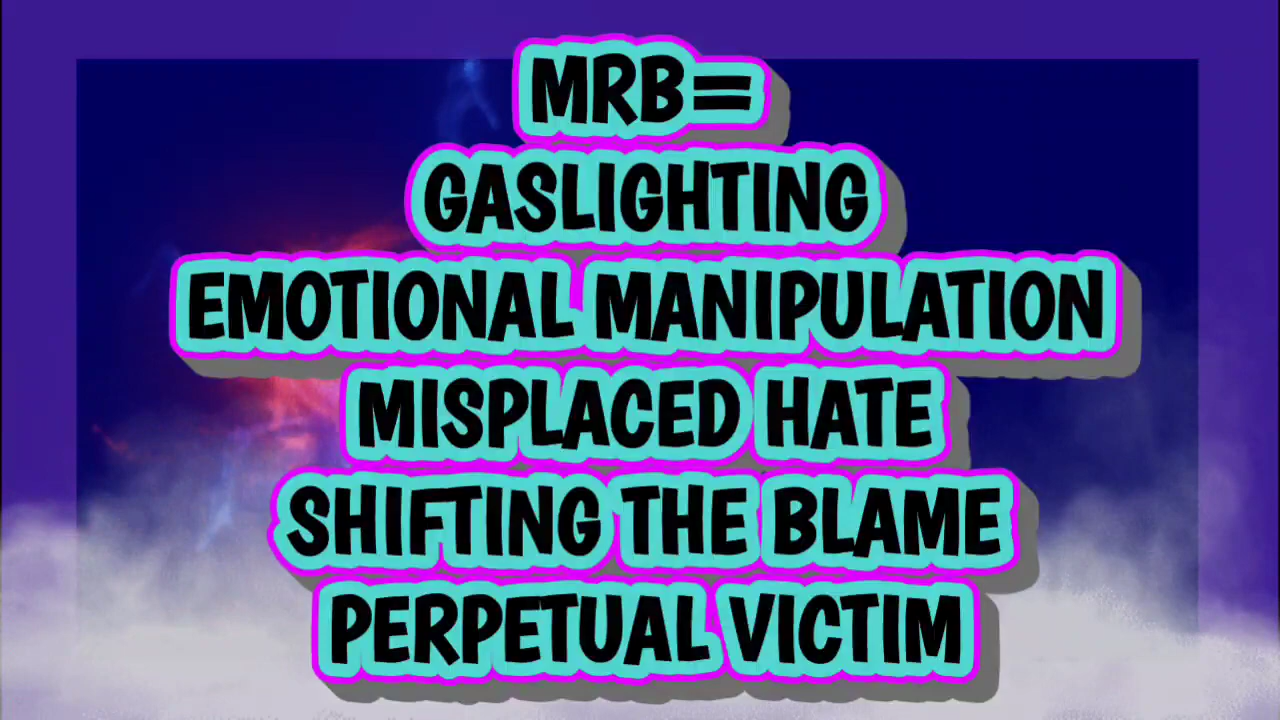 MRB=
GASLIGHTING
EMOTIONAL MANIPULATION
MISPLACED HATE
SHIFTING THE BLAME
PERPETUAL VICTIM